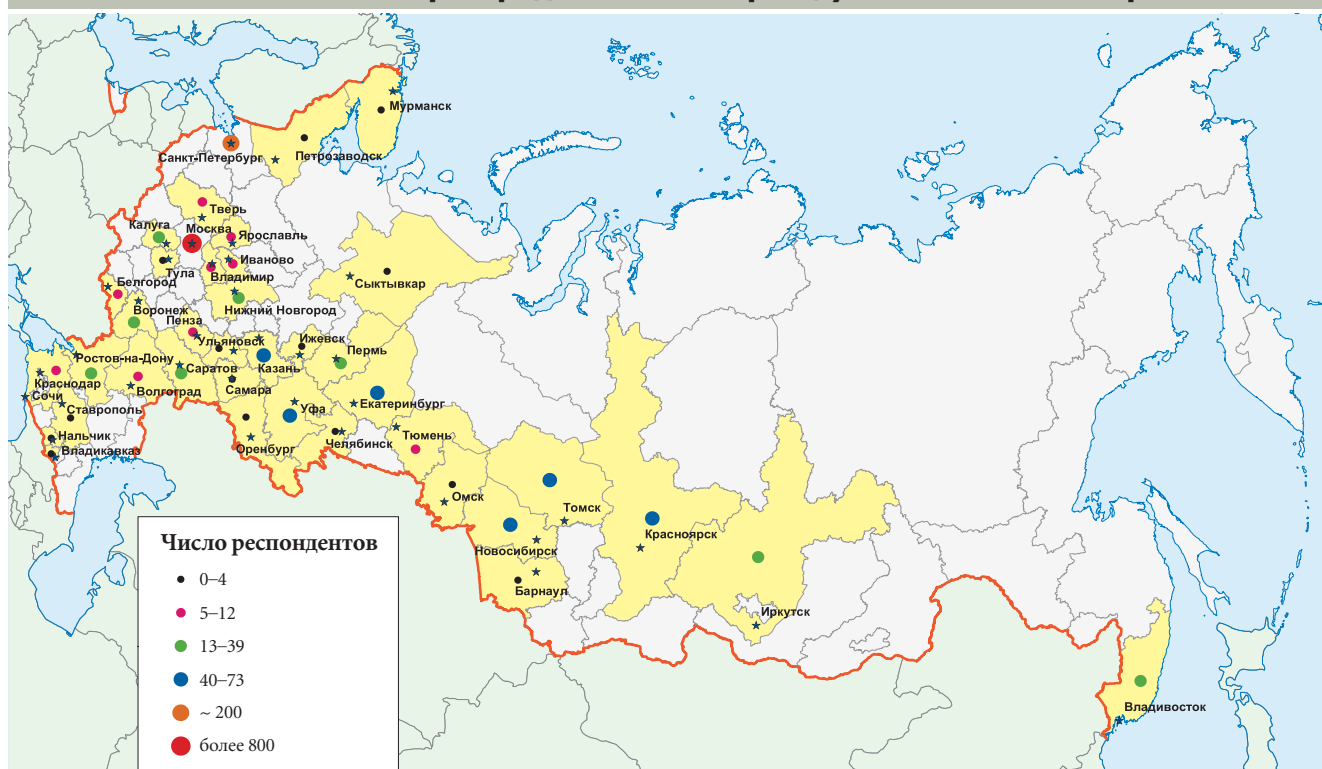 Мурманск
Санкт-Петербург
Петрозаводск
Тверь
Калуга
Москва
Ярославль
Иваново
Тула
Владимир
Сыктывкар
Белгород
Воронеж
Нижний Новгород
Пенза
Ульяновск
Ижевск
Пермь
Ростов-на-Дону
Саратов
Казань
Краснодар
Самара
Волгоград
Сочи
Екатеринбург
Уфа
Ставрополь
Нальчик
Челябинск
Тюмень
Владикавказ
Оренбург
Омск
Томск
Красноярск
Новосибирск
Барнаул
Иркутск
Владивосток
Число респондентов
0–4
5–12
13–39
40–73
~ 200
более 800